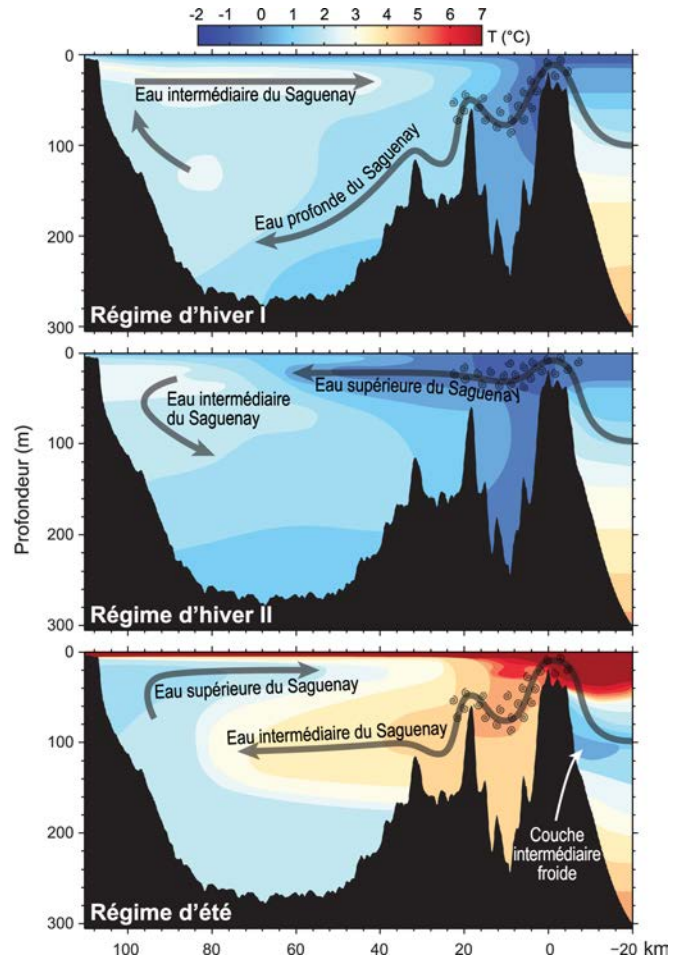 -2 -1 0 1 2 3 4 5 6 7
T (°C)
0
100
200
300
Eau intermédiaire du Saguenay
Eau profonde du Saguenay
Régime d'hiver I
Profondeur (m)
0
100
200
300
Eau intermédiaire
du Saguenay
Eau supérieure du Saguenay
Régime d'hiver II
0
100
200
300
Eau supérieure du Saguenay
Eau intermédiaire du Saguenay
Couche
intermédiaire
froide
Régime d'été
100 80 60 40 20 0 -20 km